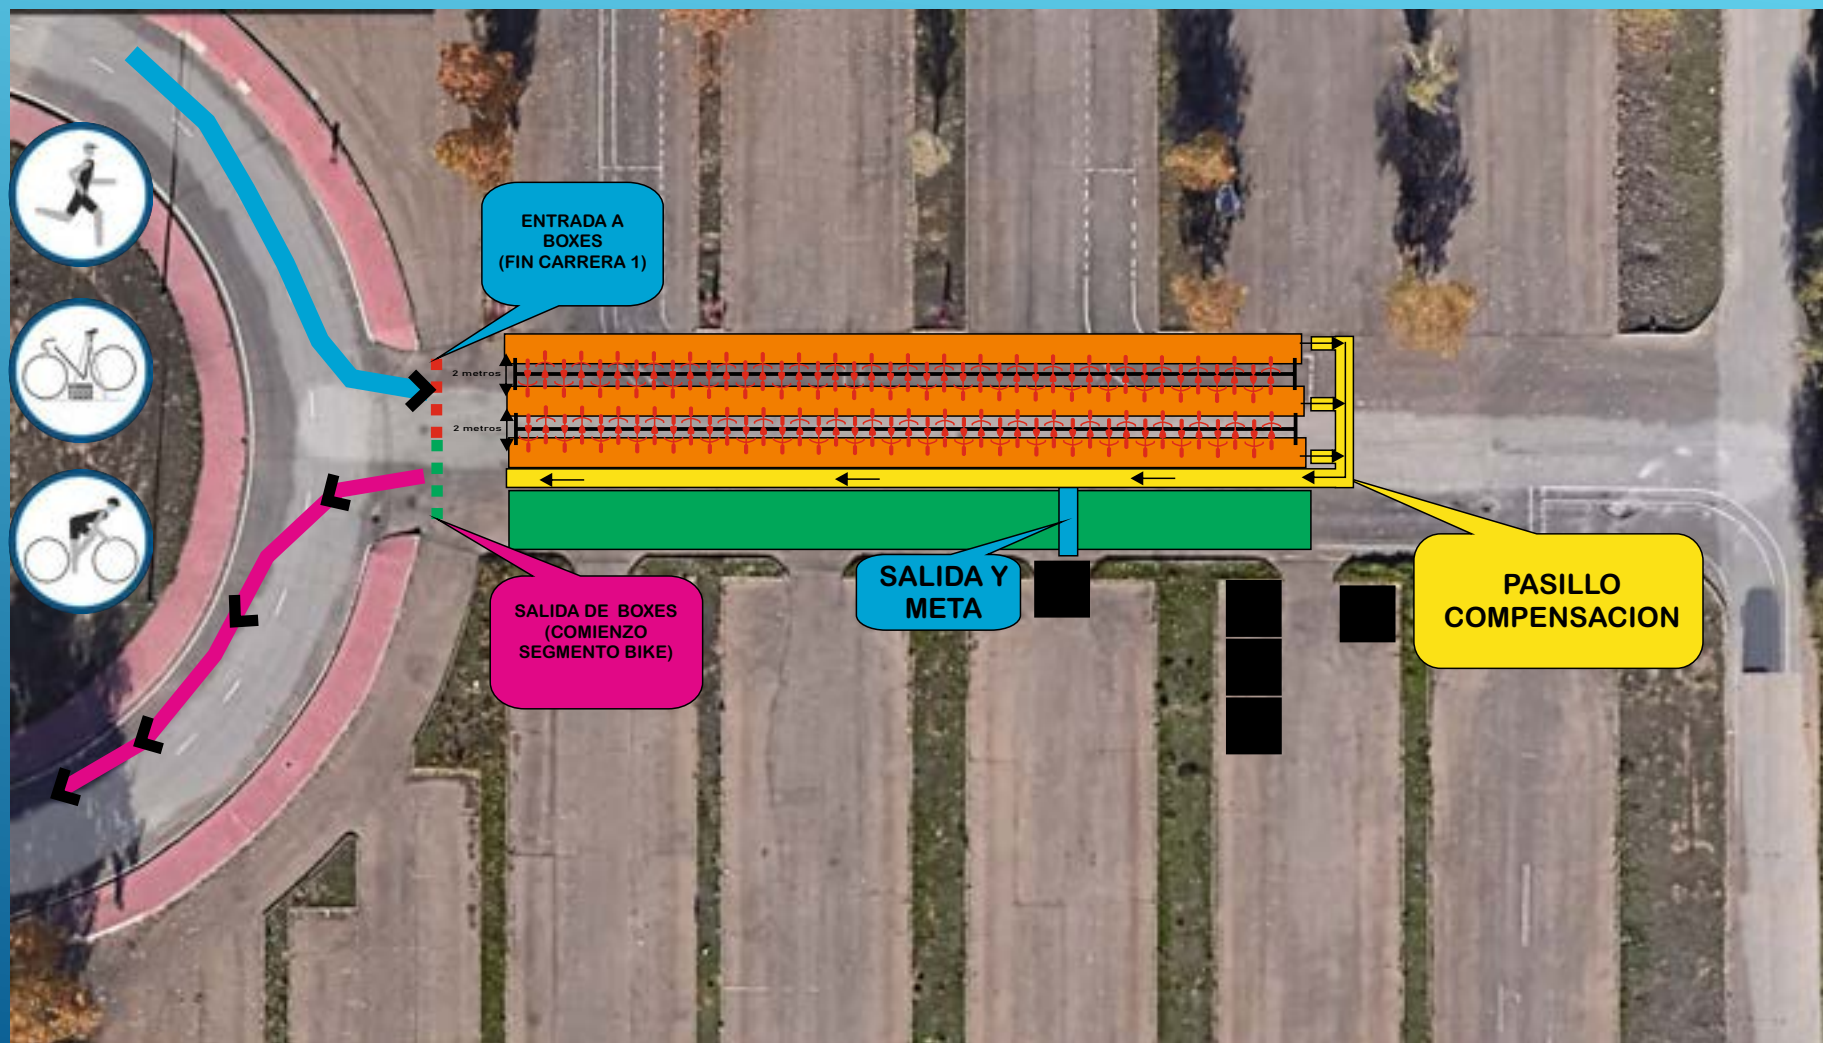 ENTRADA A
BOXES
(FIN CARRERA 1)
2 metros
2 metros
SALIDA Y
META
PASILLO
COMPENSACION
SALIDA DE BOXES
(COMIENZO
SEGMENTO BIKE)